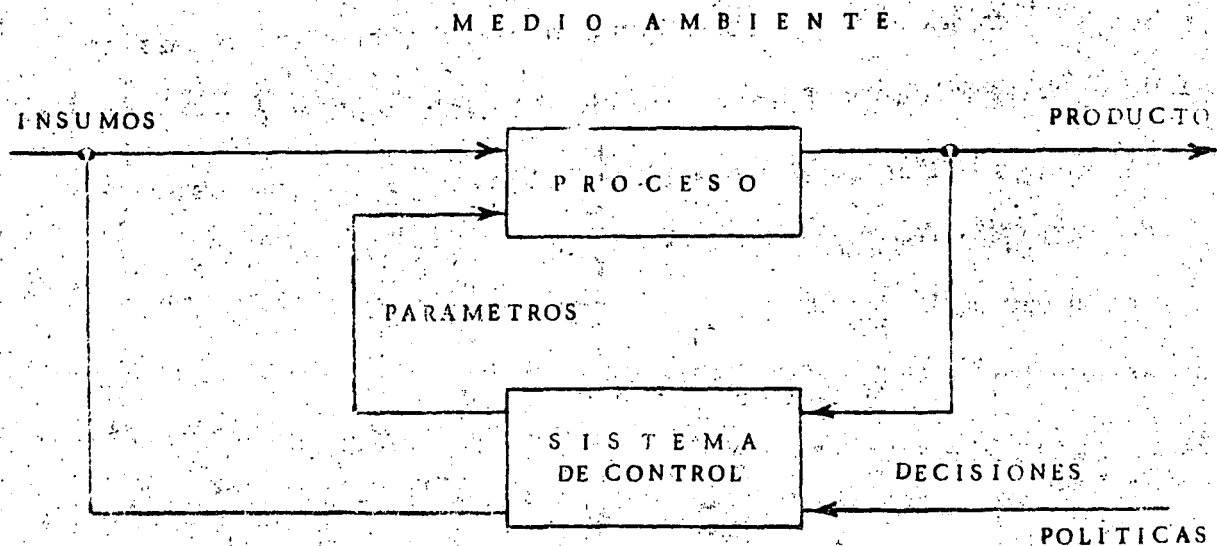 MEDIO AMBIENTE
INSUMOS
PRODUCTO
PROCESO
PARAMETROS
SISTEMA
DE CONTROL
DECISIONES
POLITICAS